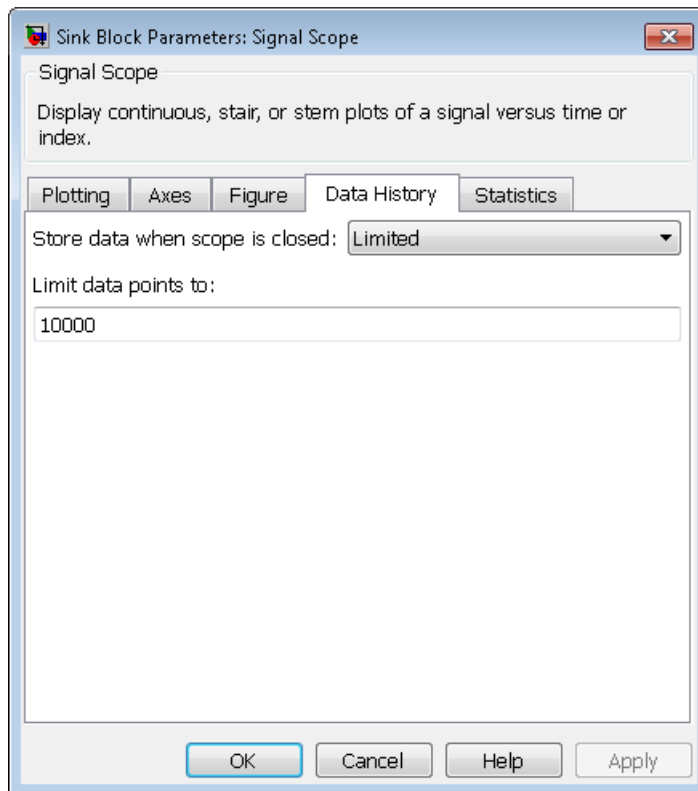 Sink Block Parameters: Signal Scope
Signal Scope
Display continuous, stair, or stem plots of a signal versus time or
index.
Plotting Axes Figure Data History Statistics
Store data when scope is closed: Limited
Limit data points to:
10000
OK Cancel Help Apply